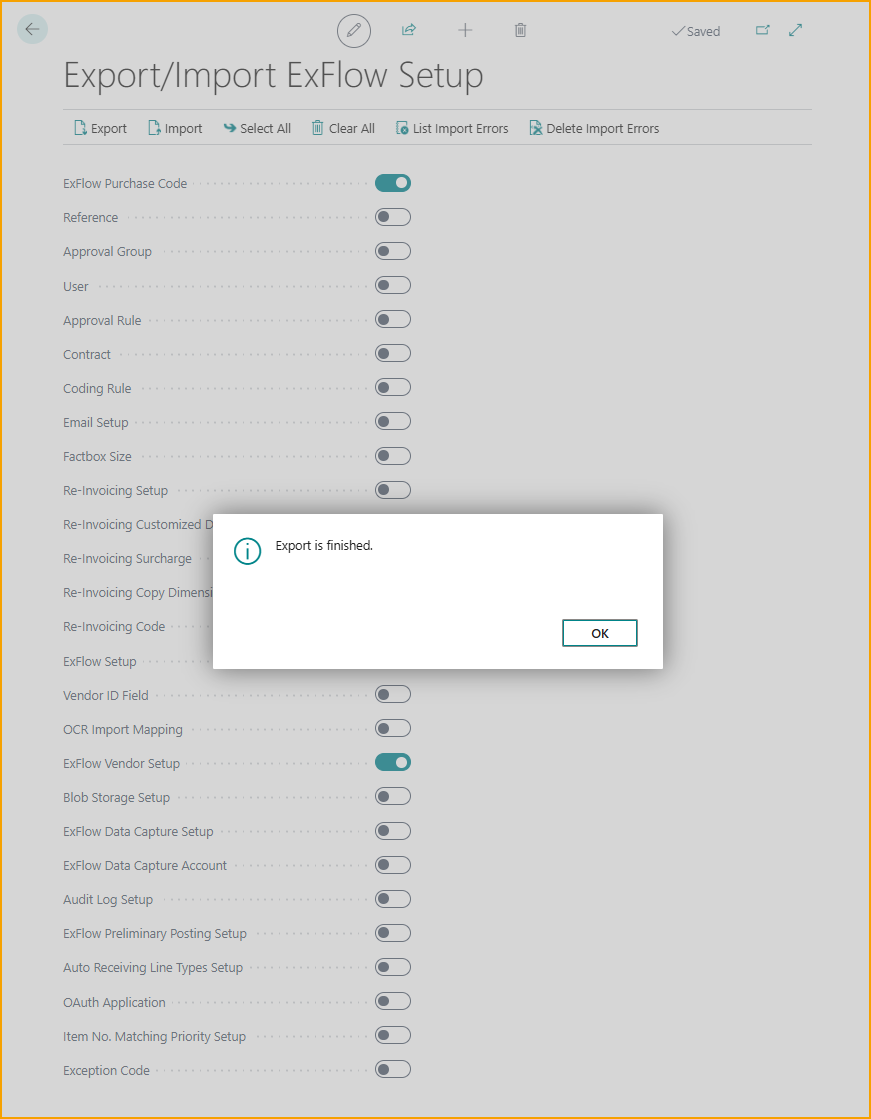 Saved
Export/Import ExFlow Setup
Export Import Select All Clear All List Import Errors Delete Import Errors
ExFlow Purchase Code
Reference
Approval Group
User
Approval Rule
Contract
Coding Rule
Email Setup
Factbox Size
Re-Invoicing Setup
Re-Invoicing Customized D
Re-Invoicing Surcharge
Re-Invoicing Copy Dimensi
Re-Invoicing Code
ExFlow Setup
Export is finished.
OK
Vendor ID Field
OCR Import Mapping
ExFlow Vendor Setup
Blob Storage Setup
ExFlow Data Capture Setup
ExFlow Data Capture Account
Audit Log Setup
ExFlow Preliminary Posting Setup
Auto Receiving Line Types Setup
OAuth Application
Item No. Matching Priority Setup
Exception Code